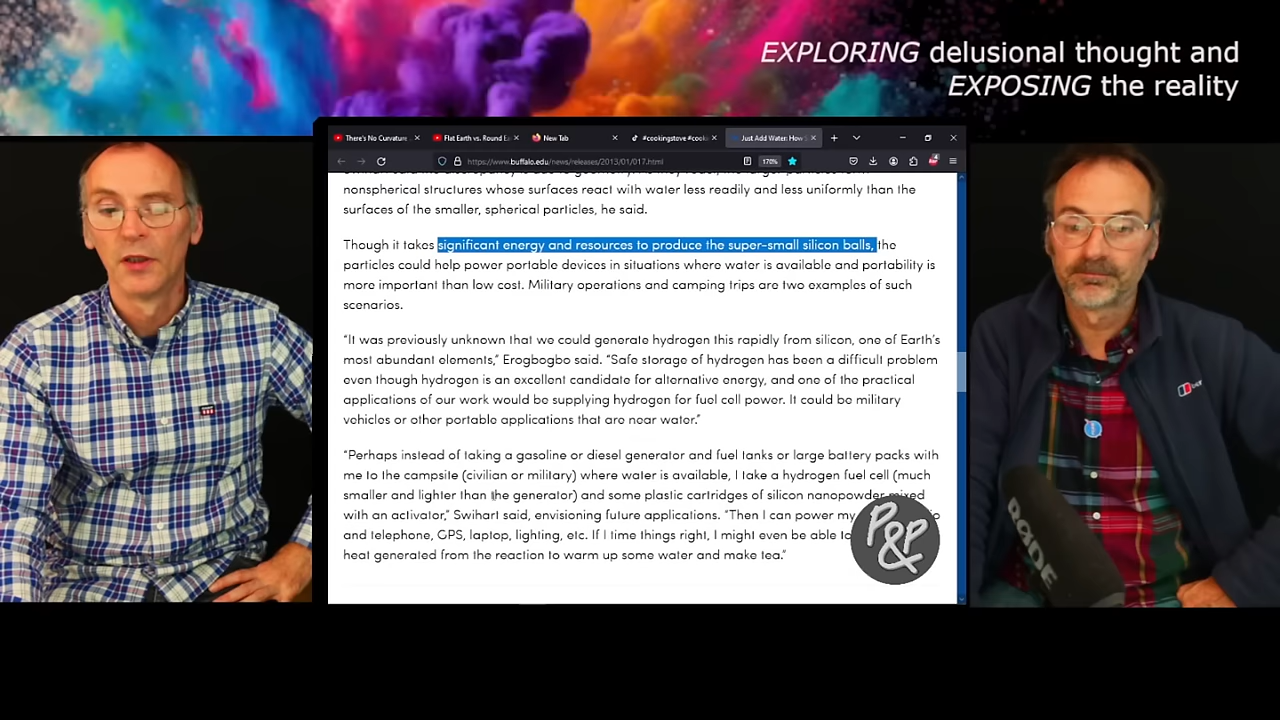 EXPLORING delusional thought and
EXPOSING the reality
There's No Curvature
Flat Earth vs. Round Ea
New Tab
#cookingstove #cooki
Just Add Water: How S
https://www.buffalo.edu/news/releases/2013/01/017.html
170%
nonspherical structures whose surfaces react with water less readily and less uniformly than the
surfaces of the smaller, spherical particles, he said.
Though it takes significant energy and resources to produce the super-small silicon balls, the
particles could help power portable devices in situations where water is available and portability is
more important than low cost. Military operations and camping trips are two examples of such
scenarios.
“It was previously unknown that we could generate hydrogen this rapidly from silicon, one of Earth’s
most abundant elements,” Erogbogbo said. “Safe storage of hydrogen has been a difficult problem
even though hydrogen is an excellent candidate for alternative energy, and one of the practical
applications of our work would be supplying hydrogen for fuel cell power. It could be military
vehicles or other portable applications that are near water.”
“Perhaps instead of taking a gasoline or diesel generator and fuel tanks or large battery packs with
me to the campsite (civilian or military) where water is available, I take a hydrogen fuel cell (much
smaller and lighter than the generator) and some plastic cartridges of silicon nanopowder mixed
with an activator,” Swihart said, envisioning future applications. “Then I can power my
and telephone, GPS, laptop, lighting, etc. If I time things right, I might even be able to
heat generated from the reaction to warm up some water and make tea.”
P&P
RODE